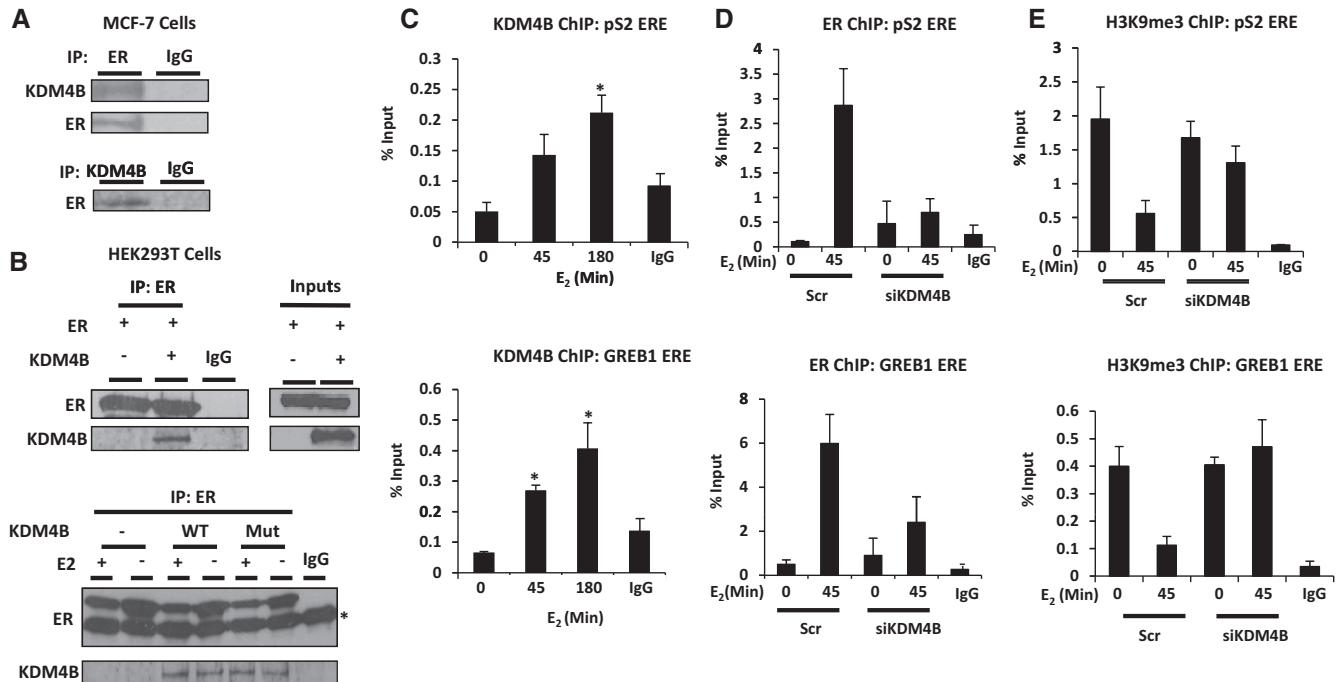 A
MCF-7 Cells
IP: ER IgG
KDM4B
ER
IP: KDM4B IgG
ER
B
HEK293T Cells
IP: ER Inputs
ER + + + +
KDM4B - + IgG - +
ER
KDM4B
IP: ER
KDM4B - WT Mut
E2 + - + - + - IgG
ER *
KDM4B
C
KDM4B ChIP: pS2 ERE
% Input
0.3
0.25
0.2
0.15
0.1
0.05
0
*
0 45 180 IgG
E₂ (Min)
KDM4B ChIP: GREB1 ERE
% Input
0.6
0.5
0.4
0.3
0.2
0.1
0
* *
0 45 180 IgG
E₂ (Min)
D
ER ChIP: pS2 ERE
% Input
4
3.5
3
2.5
2
1.5
1
0.5
0
E₂ (Min) 0 45 0 45 IgG
Scr siKDM4B
ER ChIP: GREB1 ERE
% Input
8
6
4
2
0
E₂(Min) 0 45 0 45 IgG
Scr siKDM4B
E
H3K9me3 ChIP: pS2 ERE
% Input
3
2.5
2
1.5
1
0.5
0
E₂ (Min) 0 45 0 45 IgG
Scr siKDM4B
H3K9me3 ChIP: GREB1 ERE
% Input
0.6
0.5
0.4
0.3
0.2
0.1
0
E₂(Min) 0 45 0 45 IgG
Scr siKDM4B